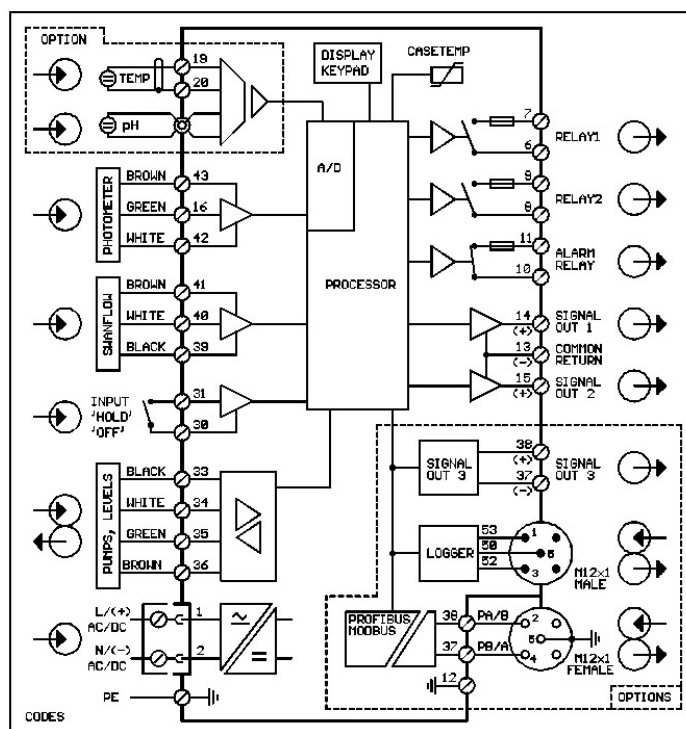 OPTION
19
TEMP
20
pH
DISPLAY
KEYPAD
CASETEMP
7
RELAY1
6
A/D
9
RELAY2
8
11
ALARM
RELAY
10
PROCESSOR
PHOTOMETER
BROWN 43
GREEN 16
WHITE 42
SWANFLOW
BROWN 41
WHITE 40
BLACK 39
14
(+)
SIGNAL
OUT 1
13
(-)
COMMON
RETURN
15
(+)
SIGNAL
OUT 2
INPUT
'HOLD'
'OFF'
31
30
PUMPS, LEVELS
BLACK 33
WHITE 34
GREEN 35
BROWN 36
SIGNAL
OUT 3
38
(+)
37
(-)
SIGNAL
OUT 3
LOGGER
53
50
52
1
5
3
M12x1
MALE
L/(+)
AC/DC
1
N/(-)
AC/DC
2
~
=
PE
PROFIBUS
MODBUS
38 PA/B
37 PB/A
12
2
5
4
M12x1
FEMALE
OPTIONS
CODES